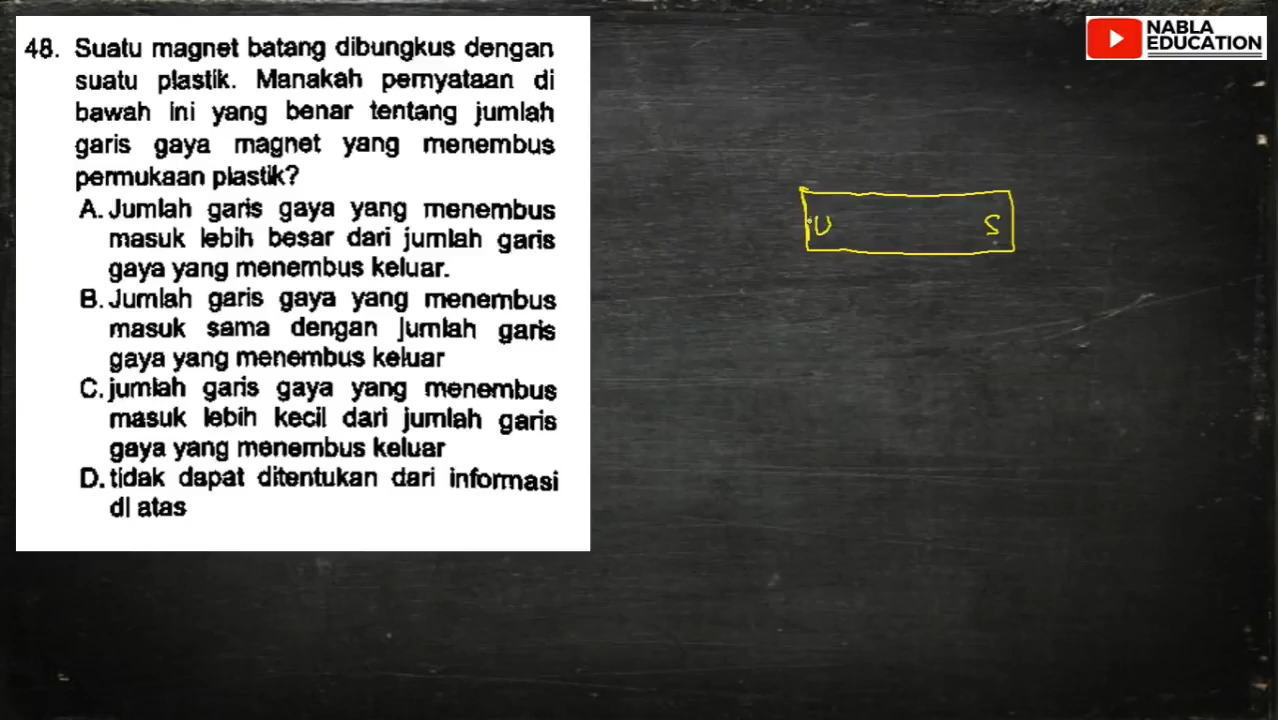 48. Suatu magnet batang dibungkus dengan
suatu plastik. Manakah pernyataan di
bawah ini yang benar tentang jumlah
garis gaya magnet yang menembus
permukaan plastik?
A. Jumlah garis gaya yang menembus
masuk lebih besar dari jumlah garis
gaya yang menembus keluar.
B. Jumlah garis gaya yang menembus
masuk sama dengan jumlah garis
gaya yang menembus keluar
C. jumlah garis gaya yang menembus
masuk lebih kecil dari jumlah garis
gaya yang menembus keluar
D. tidak dapat ditentukan dari informasi
di atas
U S
NABLA
EDUCATION